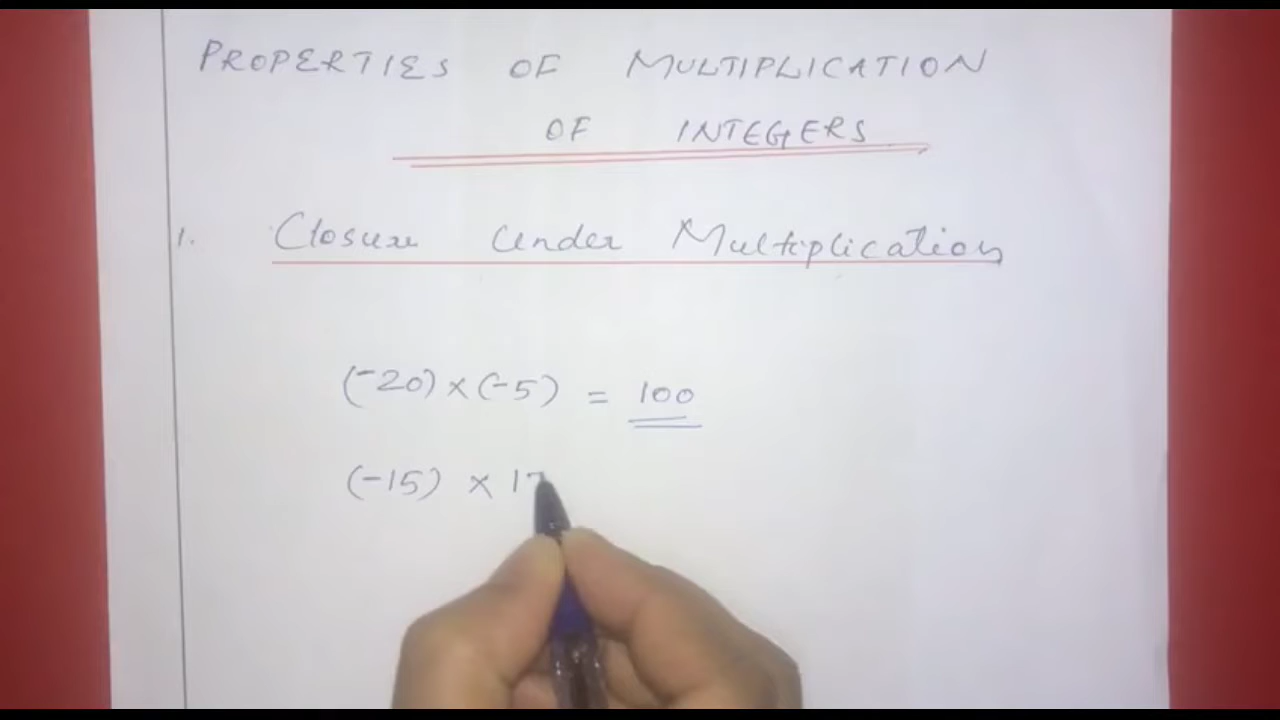 PROPERTIES OF MULTIPLICATION
OF INTEGERS
1. Closure Under Multiplication
(-20) × (-5) = 100
(-15) × 1